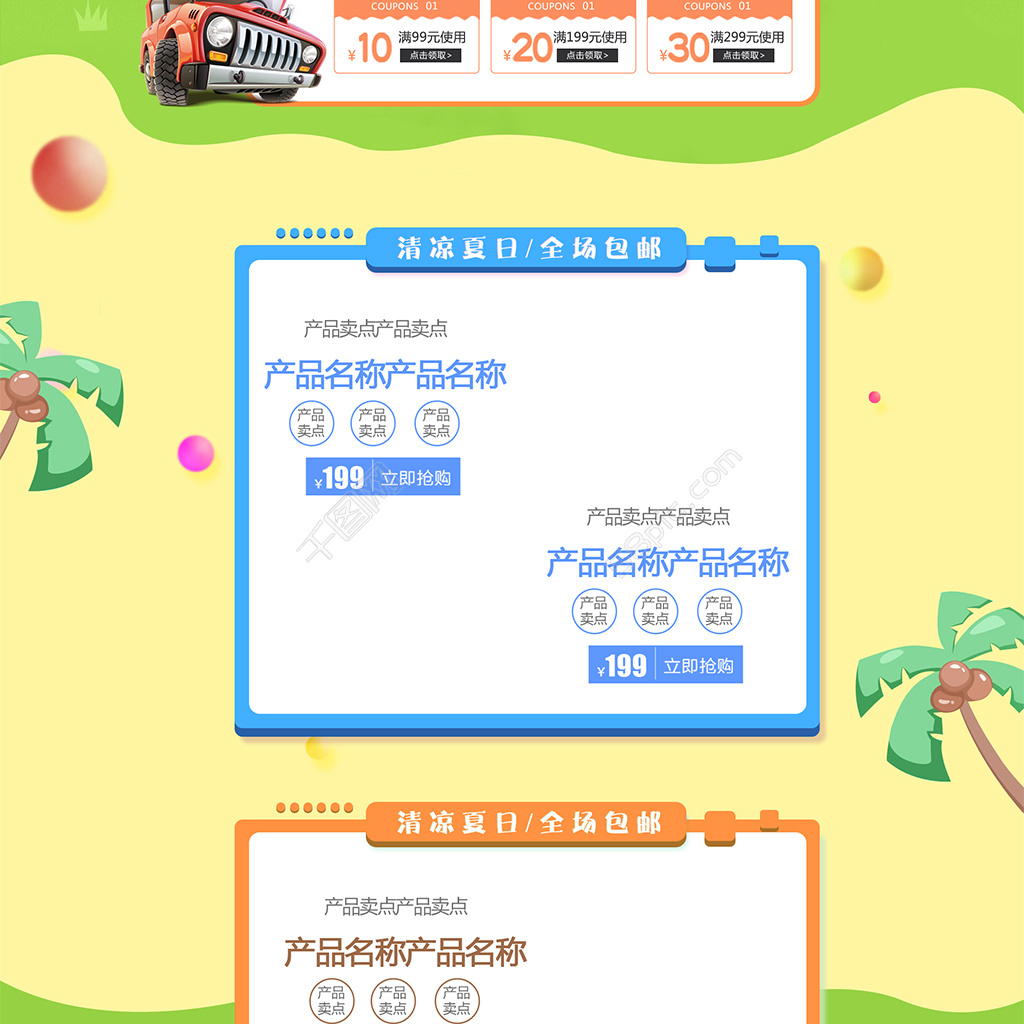 COUPONS 01
COUPONS 01
COUPONS 01
¥10 满99元使用
点击领取>
¥20 满199元使用
点击领取>
¥30 满299元使用
点击领取>
清凉夏日/全场包邮
产品卖点产品卖点
产品名称产品名称
产品卖点
产品卖点
产品卖点
¥199 立即抢购
千图网
58pic.com
产品卖点产品卖点
产品名称产品名称
产品卖点
产品卖点
产品卖点
¥199 立即抢购
清凉夏日/全场包邮
产品卖点产品卖点
产品名称产品名称
产品卖点
产品卖点
产品卖点